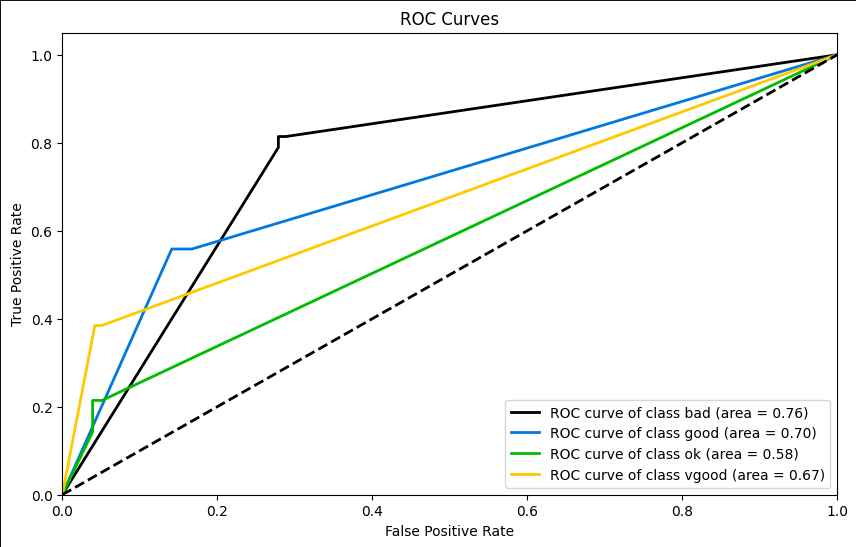 ROC Curves
True Positive Rate
1.0
0.8
0.6
0.4
0.2
0.0
0.0 0.2 0.4 0.6 0.8 1.0
False Positive Rate
ROC curve of class bad (area = 0.76)
ROC curve of class good (area = 0.70)
ROC curve of class ok (area = 0.58)
ROC curve of class vgood (area = 0.67)